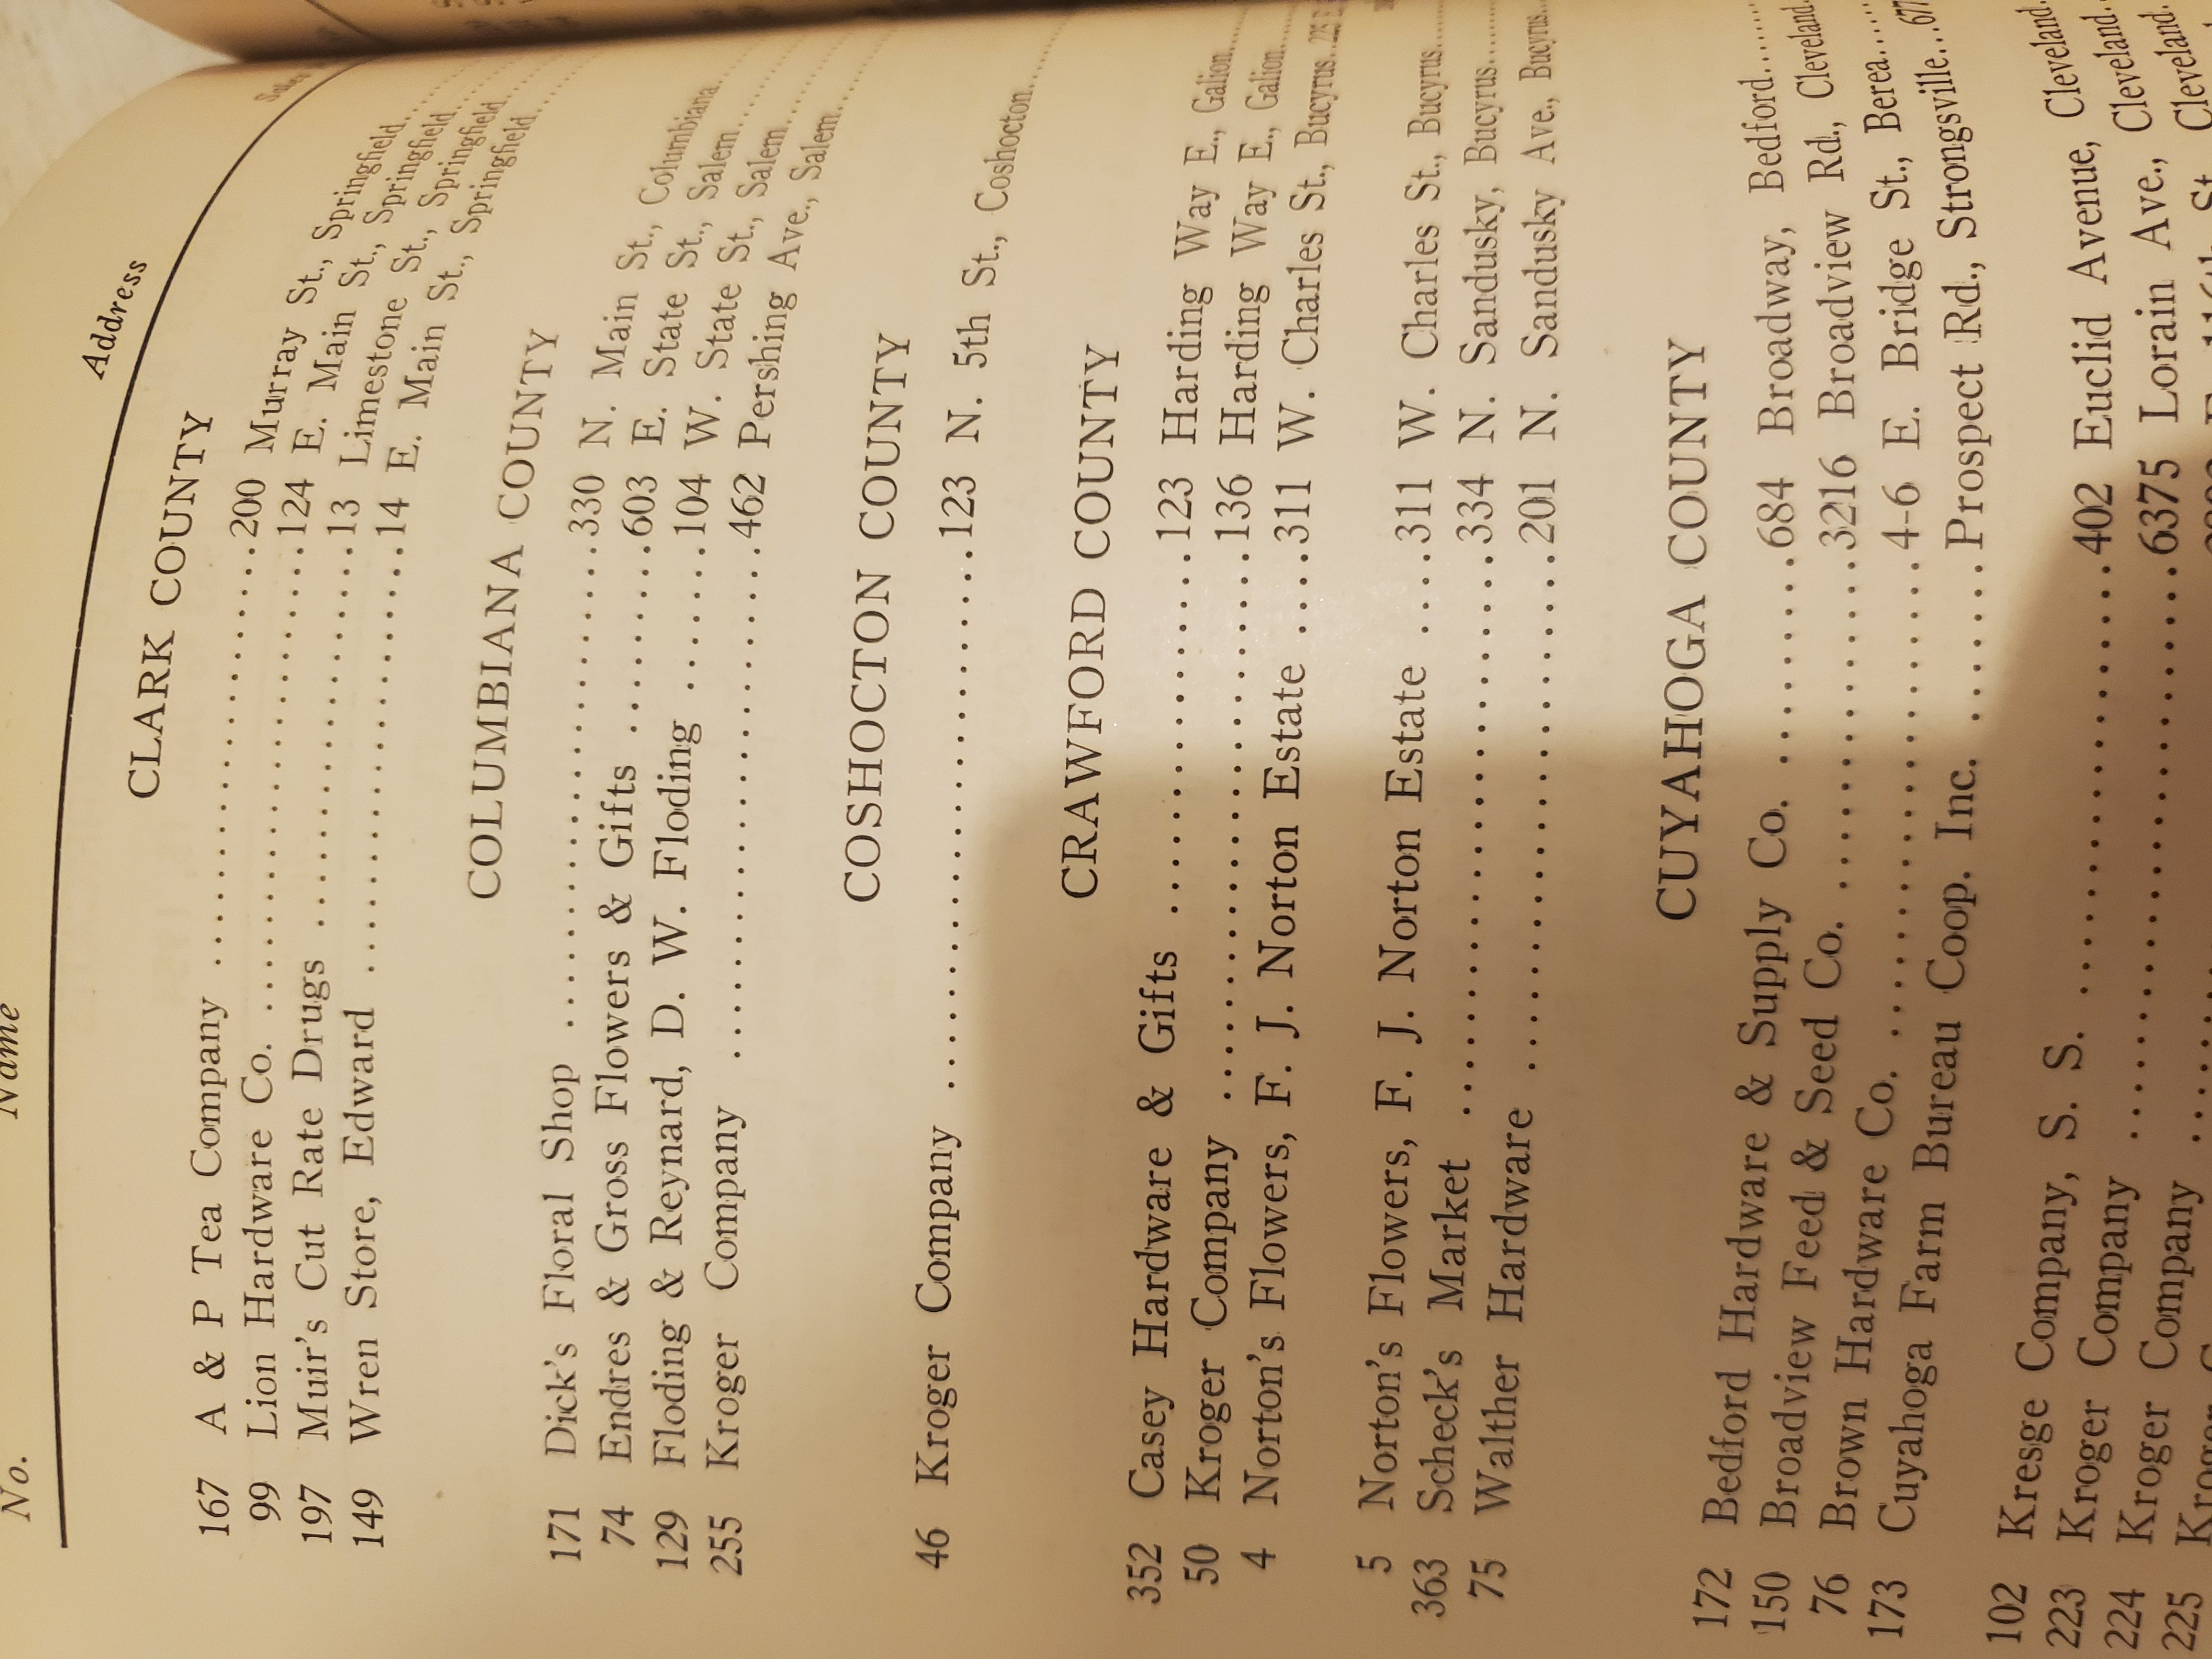 No. Name Address
CLARK COUNTY
167 A & P Tea Company ..........200 Murray St., Springfield
99 Lion Hardware Co. ..........124 E. Main St., Springfield
197 Muir's Cut Rate Drugs ..........13 Limestone St., Springfield
149 Wren Store, Edward ..........14 E. Main St., Springfield
COLUMBIANA COUNTY
171 Dick's Floral Shop ..........330 N. Main St., Columbiana
74 Endres & Gross Flowers & Gifts ..........603 E. State St., Salem
129 Floding & Reynard, D. W. Floding ..........104 W. State St., Salem
255 Kroger Company ..........462 Pershing Ave., Salem
COSHOCTON COUNTY
46 Kroger Company ..........123 N. 5th St., Coshocton
CRAWFORD COUNTY
352 Casey Hardware & Gifts ..........123 Harding Way E., Galion
50 Kroger Company ..........136 Harding Way E., Galion
4 Norton's Flowers, F. J. Norton Estate ....311 W. Charles St., Bucyrus
5 Norton's Flowers, F. J. Norton Estate ....311 W. Charles St., Bucyrus
363 Scheck's Market ..........334 N. Sandusky, Bucyrus
75 Walther Hardware ..........201 N. Sandusky Ave., Bucyrus
CUYAHOGA COUNTY
172 Bedford Hardware & Supply Co. ..........684 Broadway, Bedford
150 Broadview Feed & Seed Co. ..........3216 Broadview Rd., Cleveland
76 Brown Hardware Co. ..........4-6 E. Bridge St., Berea
173 Cuyahoga Farm Bureau Coop. Inc. ......Prospect Rd., Strongsville
102 Kresge Company, S. S. ..........402 Euclid Avenue, Cleveland
223 Kroger Company ..........6375 Lorain Ave., Cleveland
224 Kroger Company
225 Kroger